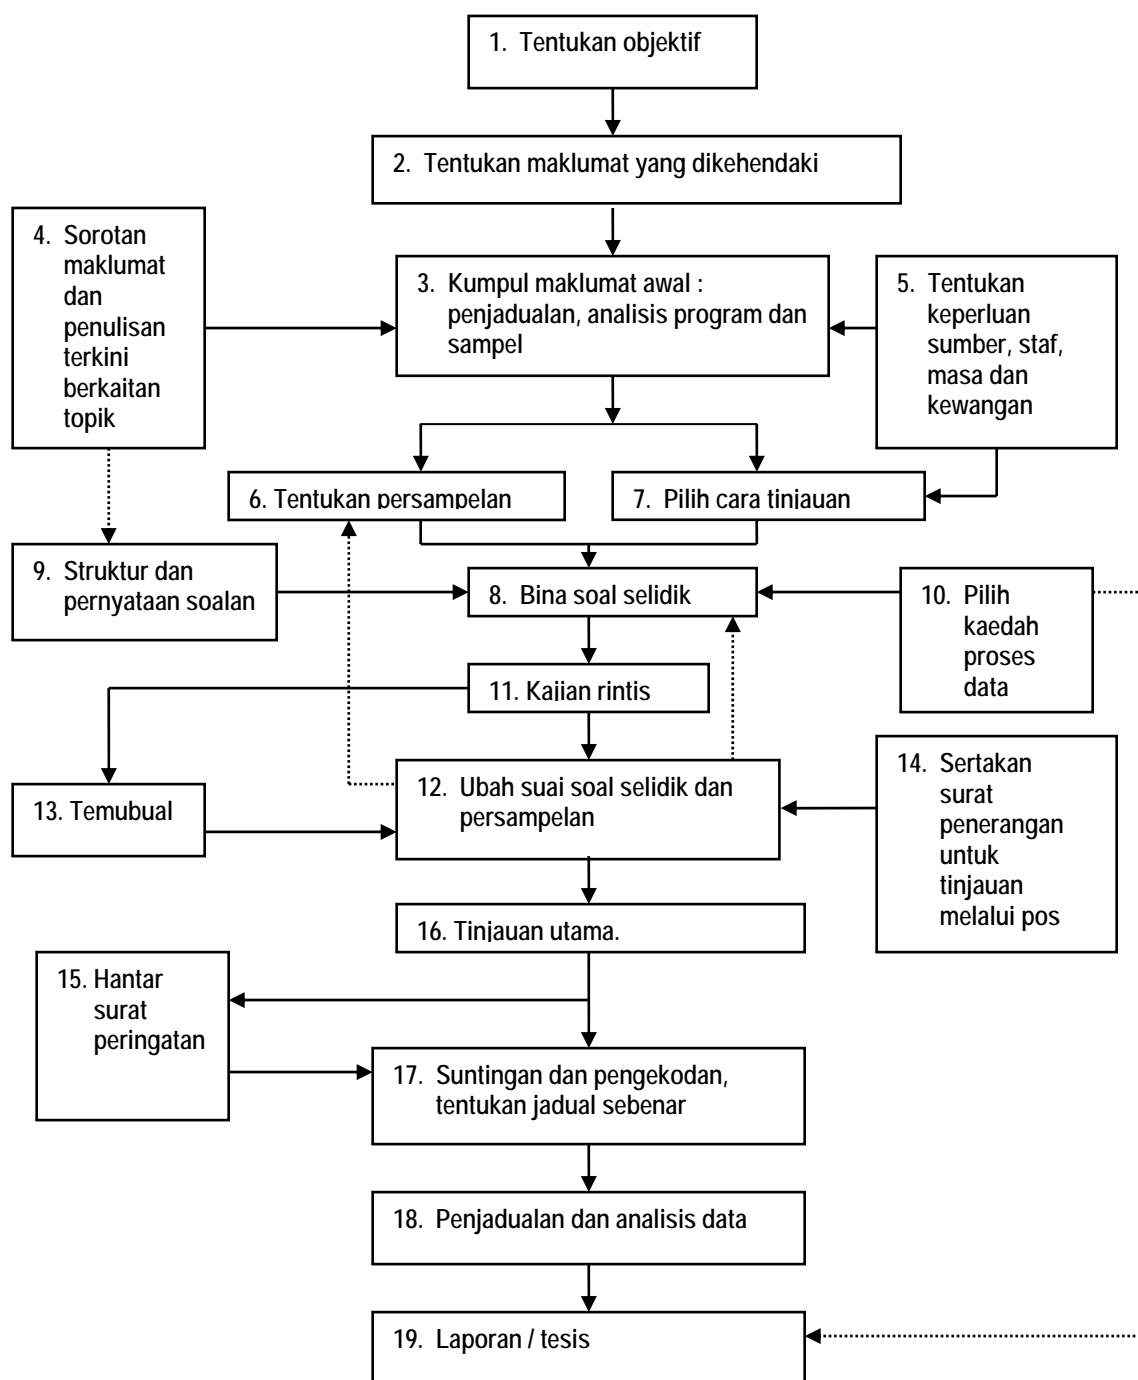 1. Tentukan objektif
2. Tentukan maklumat yang dikehendaki
4. Sorotan
maklumat
dan
penulisan
terkini
berkaitan
topik
3. Kumpul maklumat awal :
penjadualan, analisis program dan
sampel
5. Tentukan
keperluan
sumber, staf,
masa dan
kewangan
6. Tentukan persampelan
7. Pilih cara tinjauan
9. Struktur dan
pernyataan soalan
8. Bina soal selidik
10. Pilih
kaedah
proses
data
11. Kajian rintis
13. Temubual
12. Ubah suai soal selidik dan
persampelan
14. Sertakan
surat
penerangan
untuk
tinjauan
melalui pos
16. Tinjauan utama.
15. Hantar
surat
peringatan
17. Suntingan dan pengekodan,
tentukan jadual sebenar
18. Penjadualan dan analisis data
19. Laporan / tesis